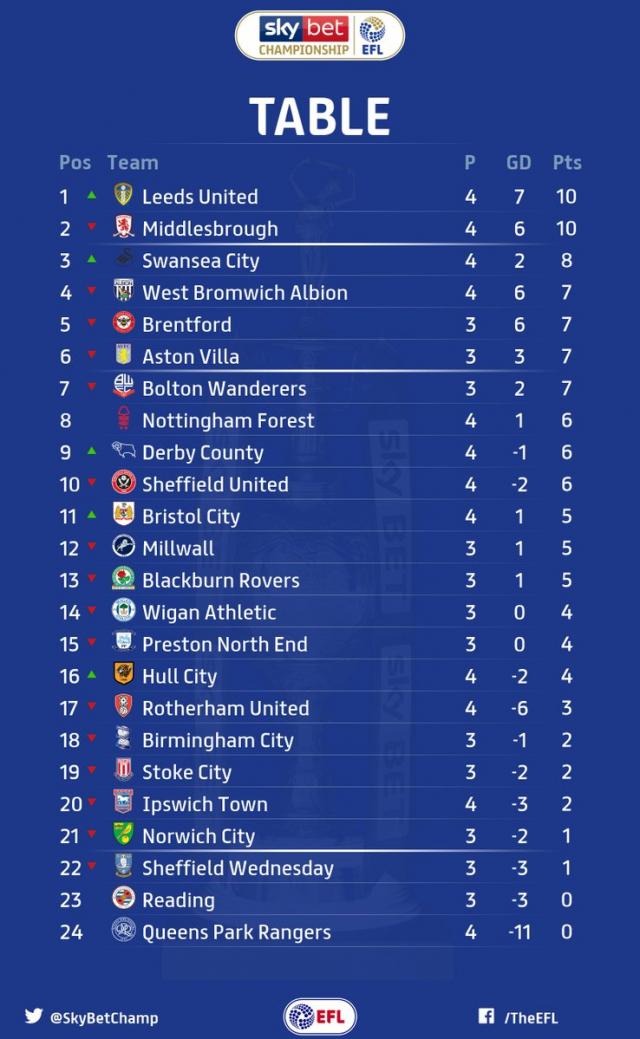 sky bet
CHAMPIONSHIP EFL
TABLE
Pos Team P GD Pts
1 Leeds United 4 7 10
2 Middlesbrough 4 6 10
3 Swansea City 4 2 8
4 West Bromwich Albion 4 6 7
5 Brentford 3 6 7
6 Aston Villa 3 3 7
7 Bolton Wanderers 3 2 7
8 Nottingham Forest 4 1 6
9 Derby County 4 -1 6
10 Sheffield United 4 -2 6
11 Bristol City 4 1 5
12 Millwall 3 1 5
13 Blackburn Rovers 3 1 5
14 Wigan Athletic 3 0 4
15 Preston North End 3 0 4
16 Hull City 4 -2 4
17 Rotherham United 4 -6 3
18 Birmingham City 3 -1 2
19 Stoke City 3 -2 2
20 Ipswich Town 4 -3 2
21 Norwich City 3 -2 1
22 Sheffield Wednesday 3 -3 1
23 Reading 3 -3 0
24 Queens Park Rangers 4 -11 0
SKY BET
SKY BET
@SkyBetChamp EFL /TheEFL